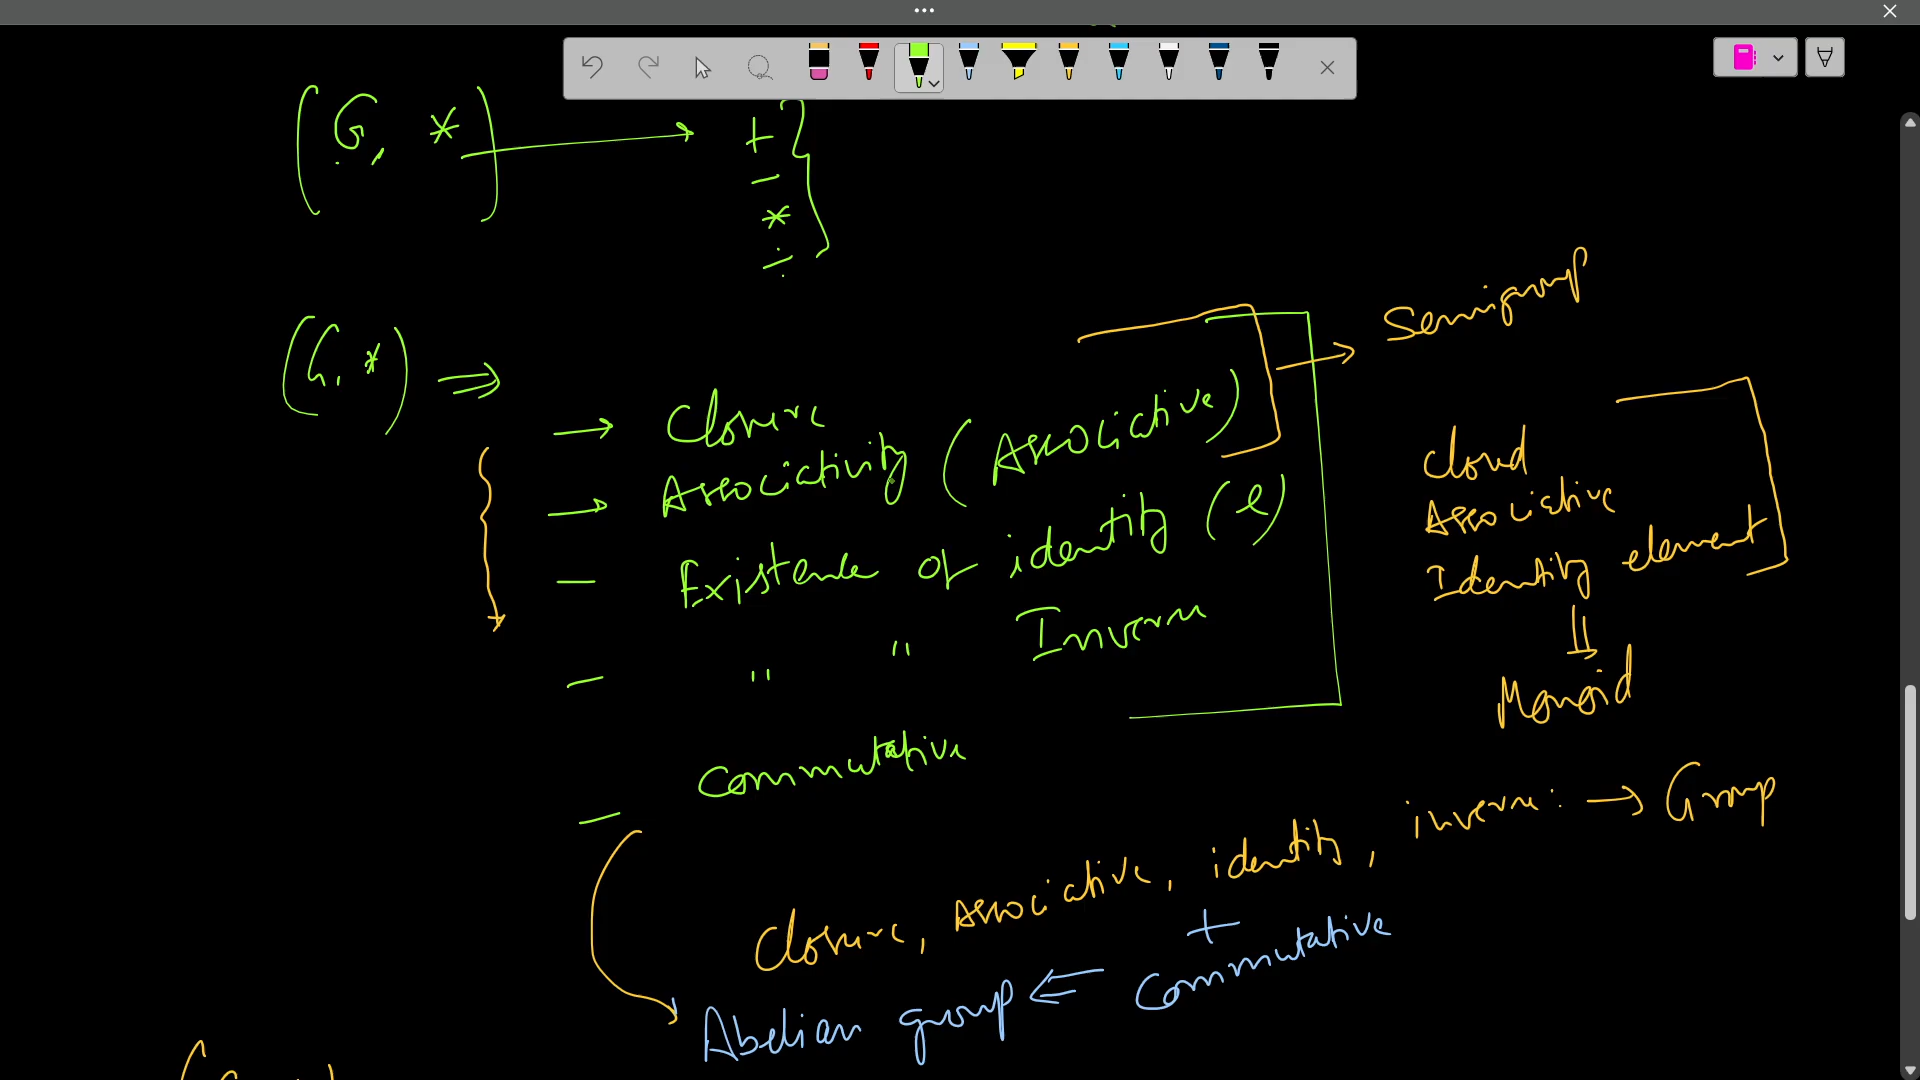 (G, *) → +
−
*
÷
(G, *) ⇒
→ Closure
→ Associativity (Associative)
→ Semigroup
– Existence of identity (e)
– " " Inverse
– Commutative
Closed
Associative
Identity element
⇓
Monoid
Closure, Associative, identity, inverse: → Group
+
Abelian group ⇐ Commutative